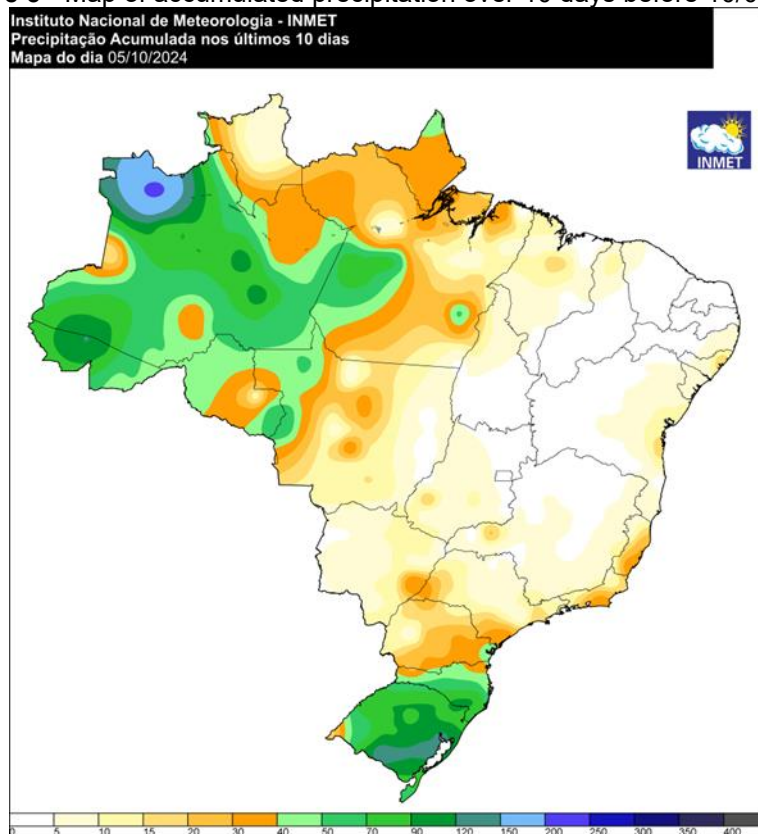 Instituto Nacional de Meteorologia - INMET
Precipitação Acumulada nos últimos 10 dias
Mapa do dia 05/10/2024
INMET
0 5 10 15 20 30 40 50 70 90 120 150 200 250 300 350 400